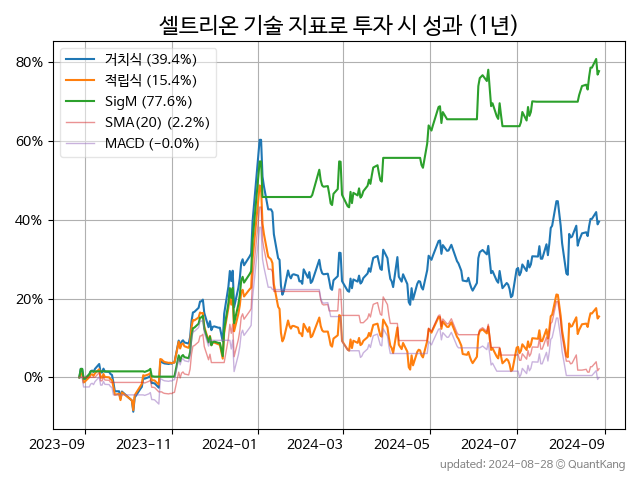 셀트리온 기술 지표로 투자 시 성과 (1년)
거치식 (39.4%)
적립식 (15.4%)
SigM (77.6%)
SMA(20) (2.2%)
MACD (-0.0%)
80%
60%
40%
20%
0%
2023-09 2023-11 2024-01 2024-03 2024-05 2024-07 2024-09
updated: 2024-08-28 © QuantKang